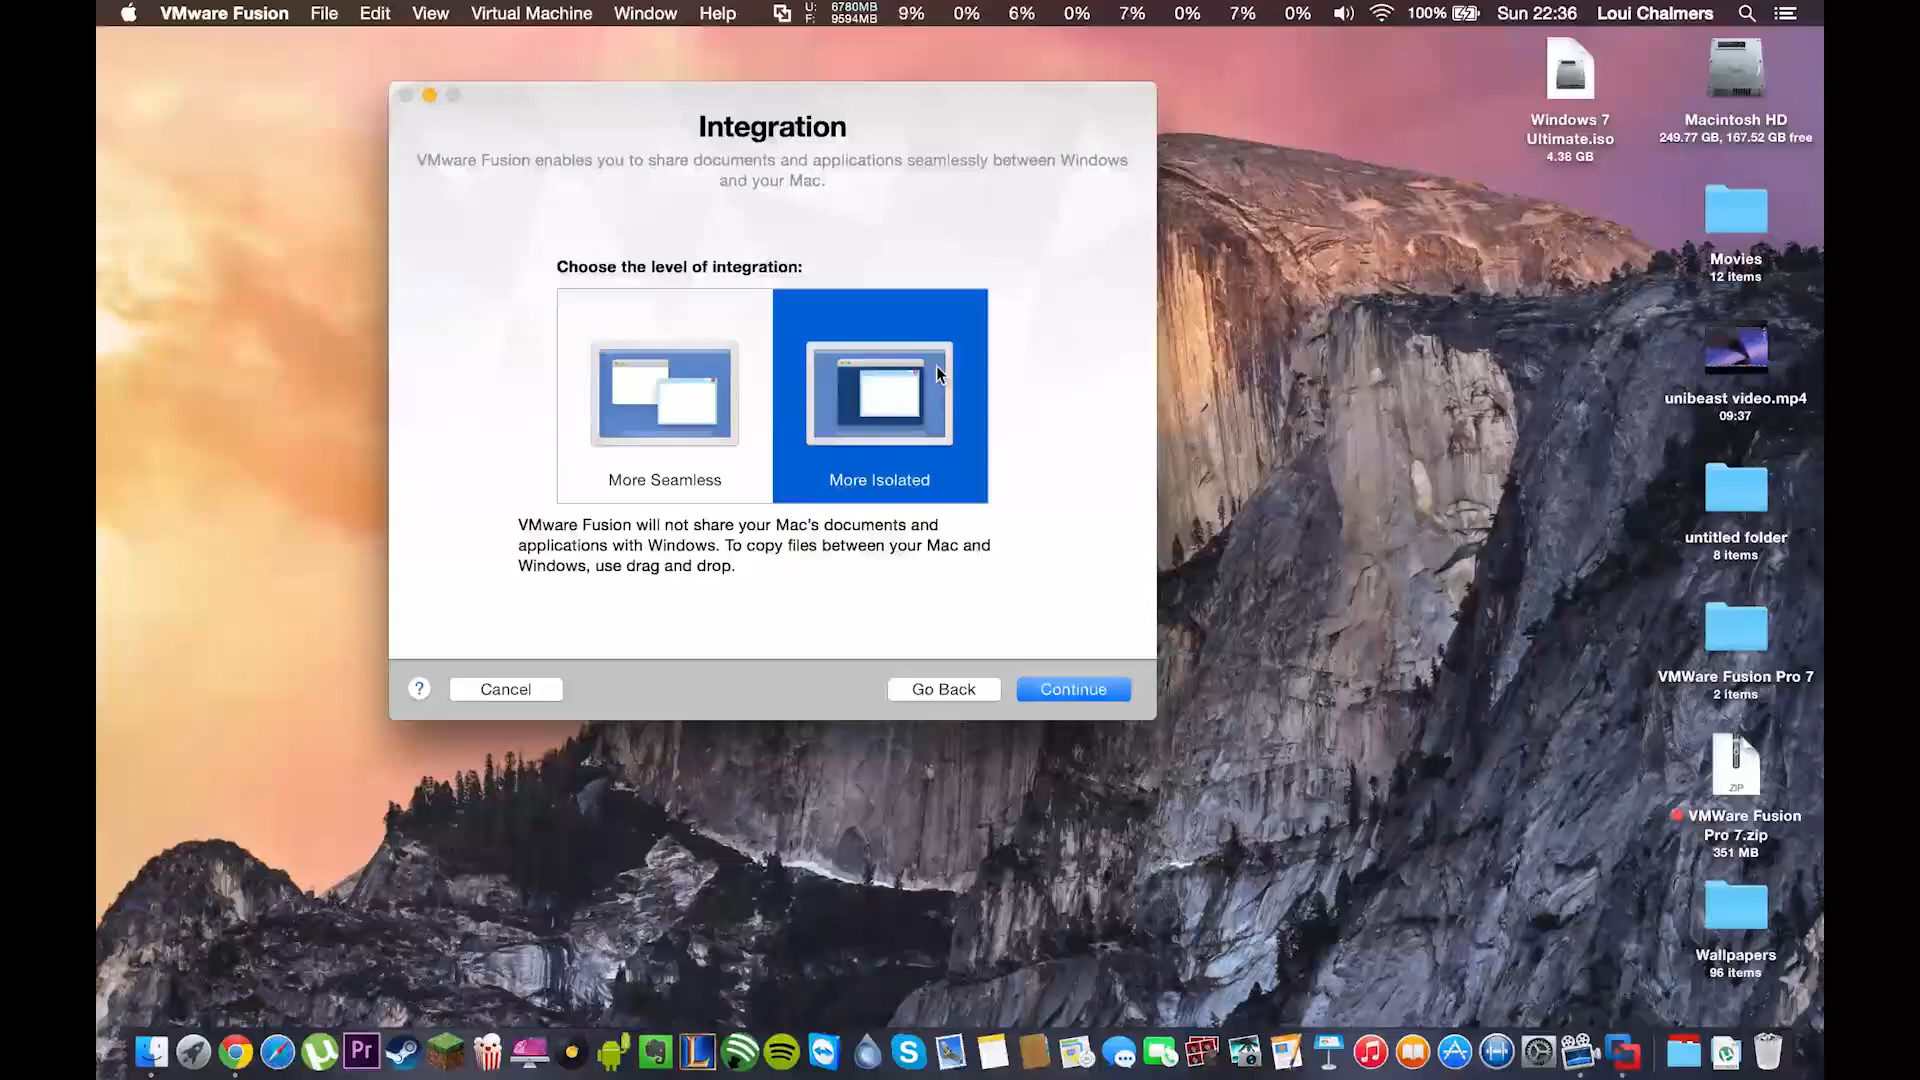 VMware Fusion File Edit View Virtual Machine Window Help U: 6780MB F: 9594MB 9% 0% 6% 0% 7% 0% 7% 0% 100% Sun 22:36 Loui Chalmers
Integration
VMware Fusion enables you to share documents and applications seamlessly between Windows
and your Mac.
Choose the level of integration:
More Seamless
More Isolated
VMware Fusion will not share your Mac's documents and
applications with Windows. To copy files between your Mac and
Windows, use drag and drop.
? Cancel Go Back Continue
Windows 7
Ultimate.iso
4.38 GB
Macintosh HD
249.77 GB, 167.52 GB free
Movies
12 items
unibeast video.mp4
09:37
untitled folder
8 items
VMWare Fusion Pro 7
2 items
ZIP
VMWare Fusion
Pro 7.zip
351 MB
Wallpapers
96 items
Pr
L
S